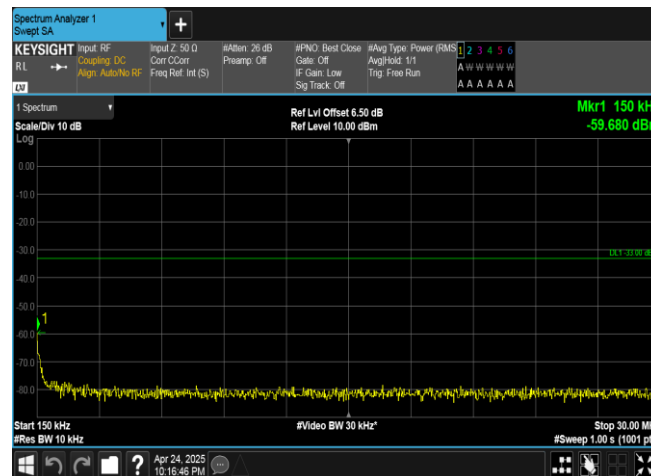 Spectrum Analyzer 1
Swept SA
+
KEYSIGHT
RL
LXI
Input: RF
Coupling: DC
Align: Auto/No RF
Input Z: 50 Ω
Corr CCorr
Freq Ref: Int (S)
#Atten: 26 dB
Preamp: Off
#PNO: Best Close
Gate: Off
IF Gain: Low
Sig Track: Off
#Avg Type: Power (RMS
Avg|Hold: 1/1
Trig: Free Run
1 2 3 4 5 6
A W W W W W
A A A A A A
1 Spectrum
Scale/Div 10 dB
Log
Ref Lvl Offset 6.50 dB
Ref Level 10.00 dBm
Mkr1 150 kH
-59.680 dB
0.00
-10.0
-20.0
-30.0
-40.0
-50.0
-60.0
-70.0
-80.0
DL1 -33.00 dB
1
Start 150 kHz
#Res BW 10 kHz
#Video BW 30 kHz*
Stop 30.00 M
#Sweep 1.00 s (1001 pt
?
Apr 24, 2025
10:16:46 PM